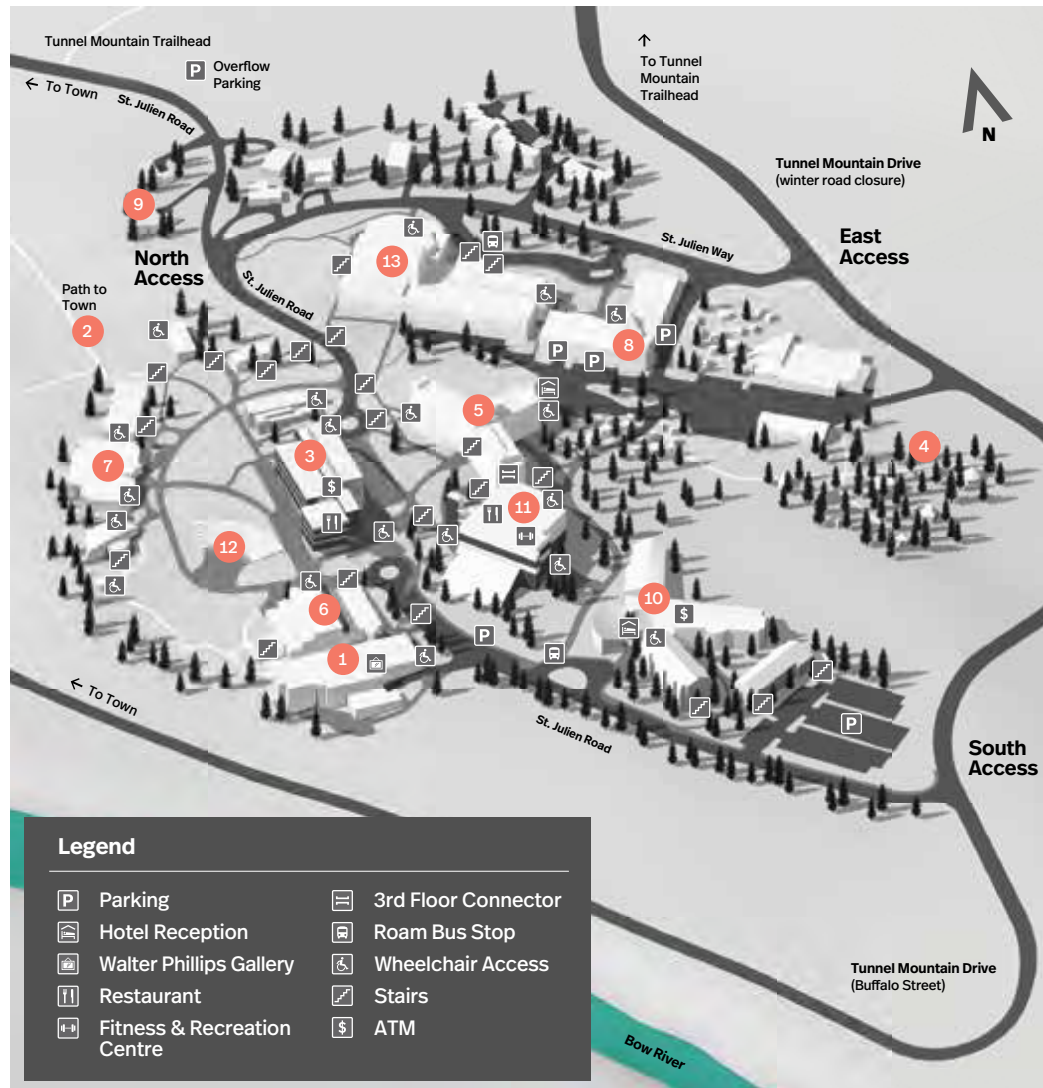 Tunnel Mountain Trailhead
P Overflow
Parking
← To Town
St. Julien Road
↑
To Tunnel
Mountain
Trailhead
N
Tunnel Mountain Drive
(winter road closure)
9
North
Access
East
Access
St. Julien Way
13
St. Julien Road
Path to
Town
2
8
P
P
P
5
3
4
7
$
11
12
10
$
6
1
P
← To Town
St. Julien Road
P
South
Access
Legend
P Parking
Hotel Reception
Walter Phillips Gallery
Restaurant
Fitness & Recreation
Centre
3rd Floor Connector
Roam Bus Stop
Wheelchair Access
Stairs
$ ATM
Tunnel Mountain Drive
(Buffalo Street)
Bow River